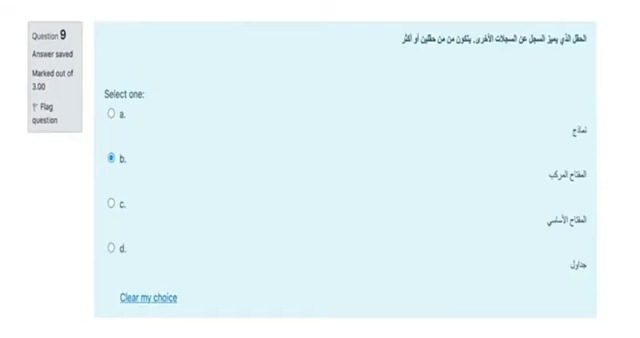 Question 9
Answer saved
Marked out of
3.00
Flag
question
الحقل الذي يميز السجل عن السجلات الأخرى. يتكون من من حقلين أو أكثر
Select one:
a.
نماذج
b.
المفتاح المركب
c.
المفتاح الأساسي
d.
جداول
Clear my choice